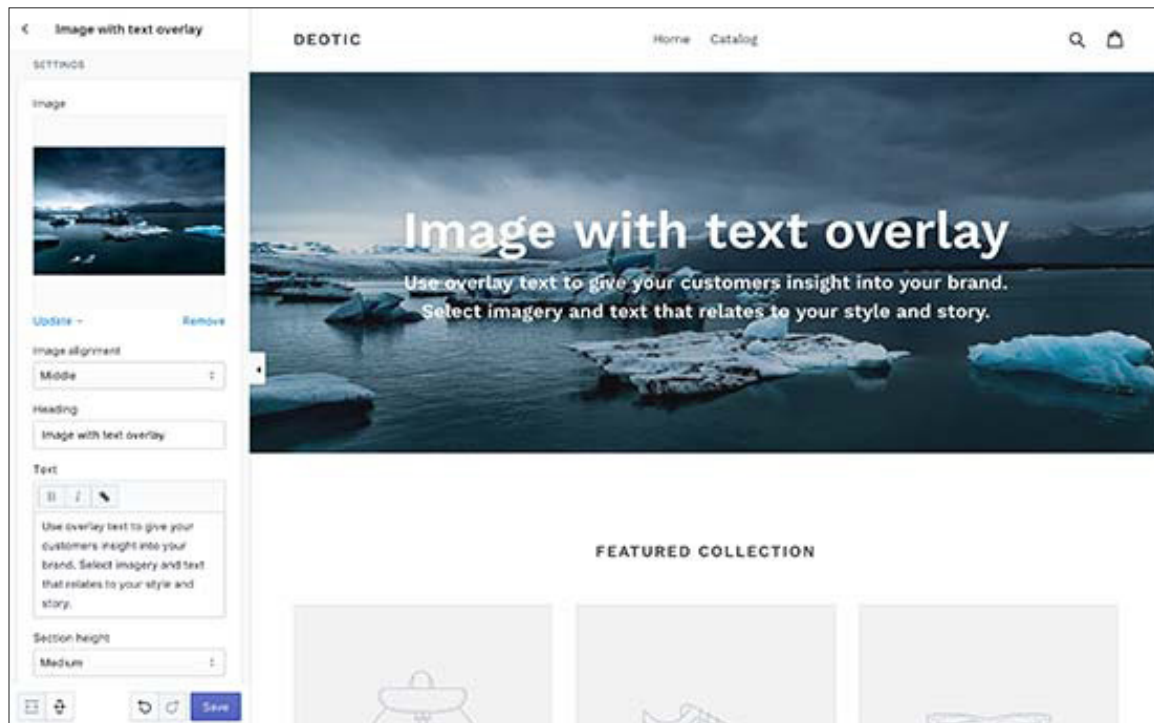 Image with text overlay
SETTINGS
Image
Update
Remove
Image alignment
Middle
Heading
Image with text overlay
Text
B I
Use overlay text to give your
customers insight into your
brand. Select imagery and text
that relates to your style and
story.
Section height
Medium
Save
DEOTIC
Home Catalog
Image with text overlay
Use overlay text to give your customers insight into your brand.
Select imagery and text that relates to your style and story.
FEATURED COLLECTION